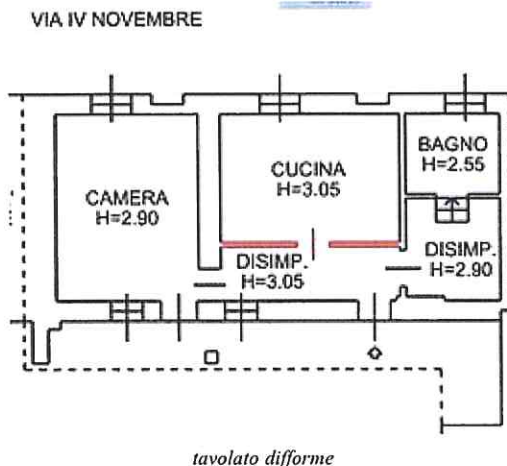 VIA IV NOVEMBRE
BAGNO
H=2.55
CUCINA
H=3.05
CAMERA
H=2.90
DISIMP.
H=3.05
DISIMP.
H=2.90
tavolato difforme